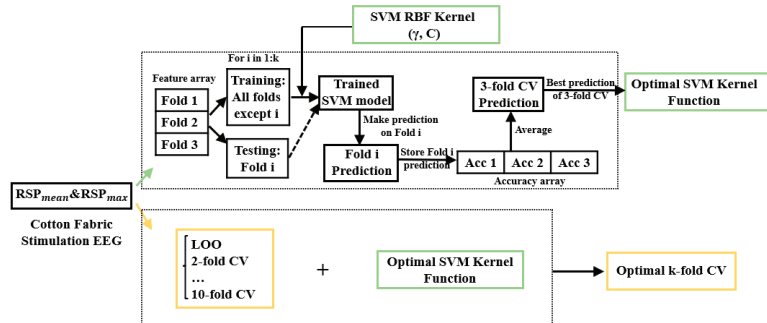 SVM RBF Kernel
(γ, C)
For i in 1:k
Feature array
Fold 1
Fold 2
Fold 3
Training:
All folds
except i
Testing:
Fold i
Trained
SVM model
Make prediction
on Fold i
Fold i
Prediction
Store Fold i
prediction
3-fold CV
Prediction
Average
Acc 1
Acc 2
Acc 3
Accuracy array
Best prediction
of 3-fold CV
Optimal SVM Kernel
Function
RSPmean&RSPmax
Cotton Fabric
Stimulation EEG
LOO
2-fold CV
...
10-fold CV
+
Optimal SVM Kernel
Function
Optimal k-fold CV